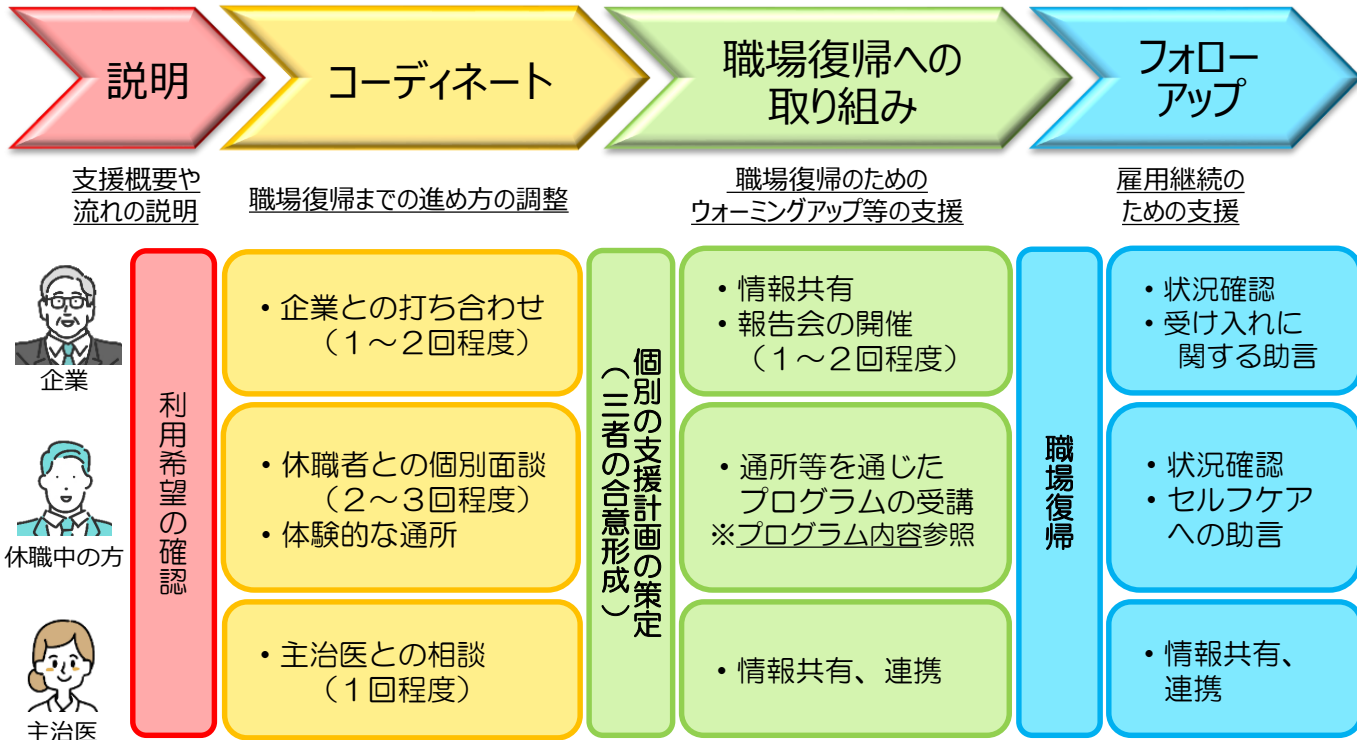 説明
コーディネート
職場復帰への
取り組み
フォロー
アップ
支援概要や
流れの説明
職場復帰までの進め方の調整
職場復帰のための
ウォーミングアップ等の支援
雇用継続の
ための支援
企業
休職中の方
主治医
利用希望の確認
・企業との打ち合わせ
（１～２回程度）
・休職者との個別面談
（２～３回程度）
・体験的な通所
・主治医との相談
（１回程度）
個別の支援計画の策定
（三者の合意形成）
・情報共有
・報告会の開催
（１～２回程度）
・通所等を通じた
プログラムの受講
※プログラム内容参照
・情報共有、連携
職場復帰
・状況確認
・受け入れに
関する助言
・状況確認
・セルフケア
への助言
・情報共有、
連携